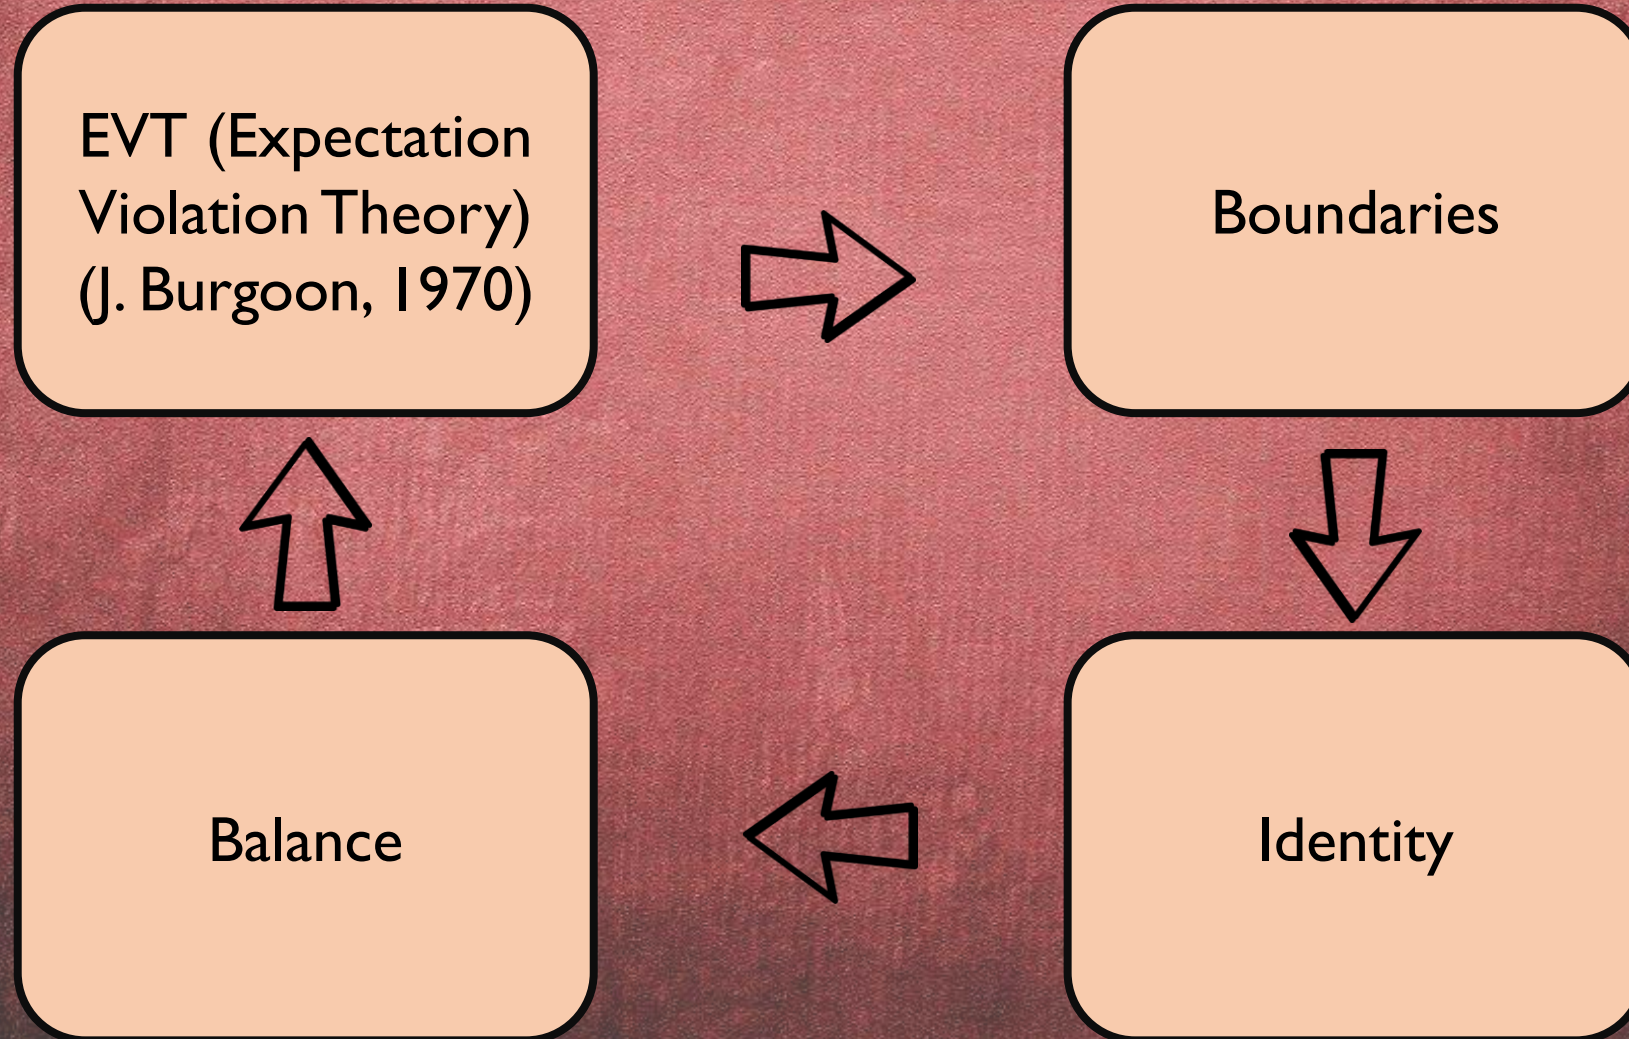 EVT (Expectation
Violation Theory)
(J. Burgoon, 1970)
Boundaries
Balance
Identity